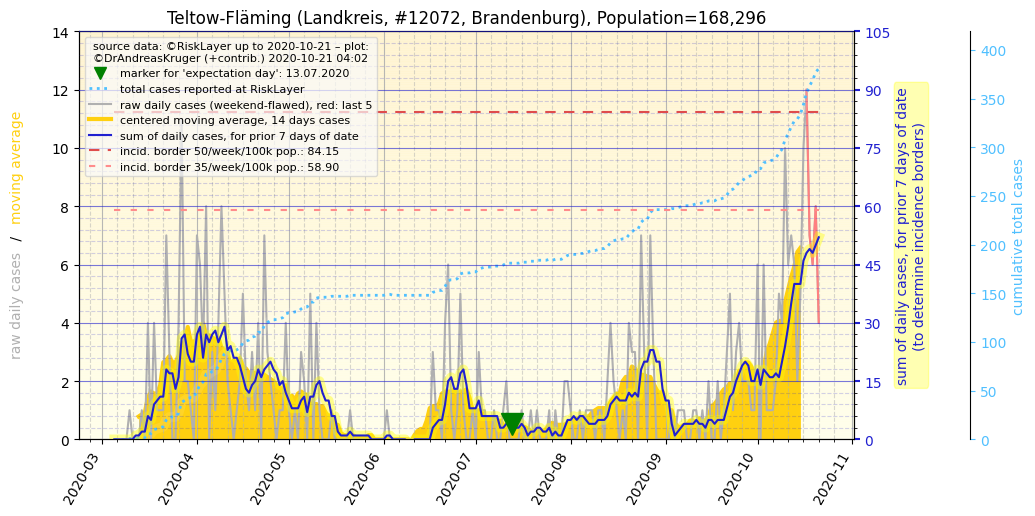 Teltow-Fläming (Landkreis, #12072, Brandenburg), Population=168,296
source data: ©RiskLayer up to 2020-10-21 – plot:
©DrAndreasKruger (+contrib.) 2020-10-21 04:02
marker for 'expectation day': 13.07.2020
total cases reported at RiskLayer
raw daily cases (weekend-flawed), red: last 5
centered moving average, 14 days cases
sum of daily cases, for prior 7 days of date
incid. border 50/week/100k pop.: 84.15
incid. border 35/week/100k pop.: 58.90
raw daily cases / moving average
14
12
10
8
6
4
2
0
2020-03
2020-04
2020-05
2020-06
2020-07
2020-08
2020-09
2020-10
2020-11
105
90
75
60
45
30
15
0
sum of daily cases, for prior 7 days of date
(to determine incidence borders)
400
350
300
250
200
150
100
50
0
cumulative total cases